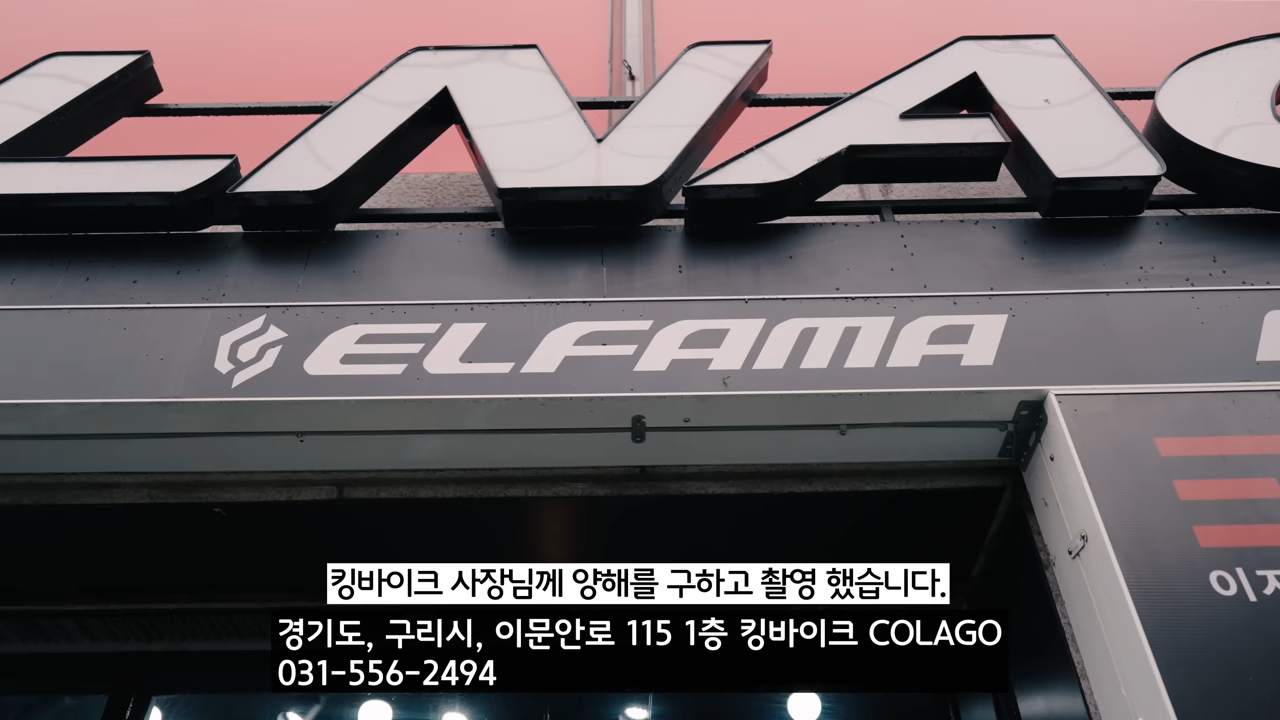 LNAG
ELFAMA
킹바이크 사장님께 양해를 구하고 촬영 했습니다.
경기도, 구리시, 이문안로 115 1층 킹바이크 COLAGO
031-556-2494